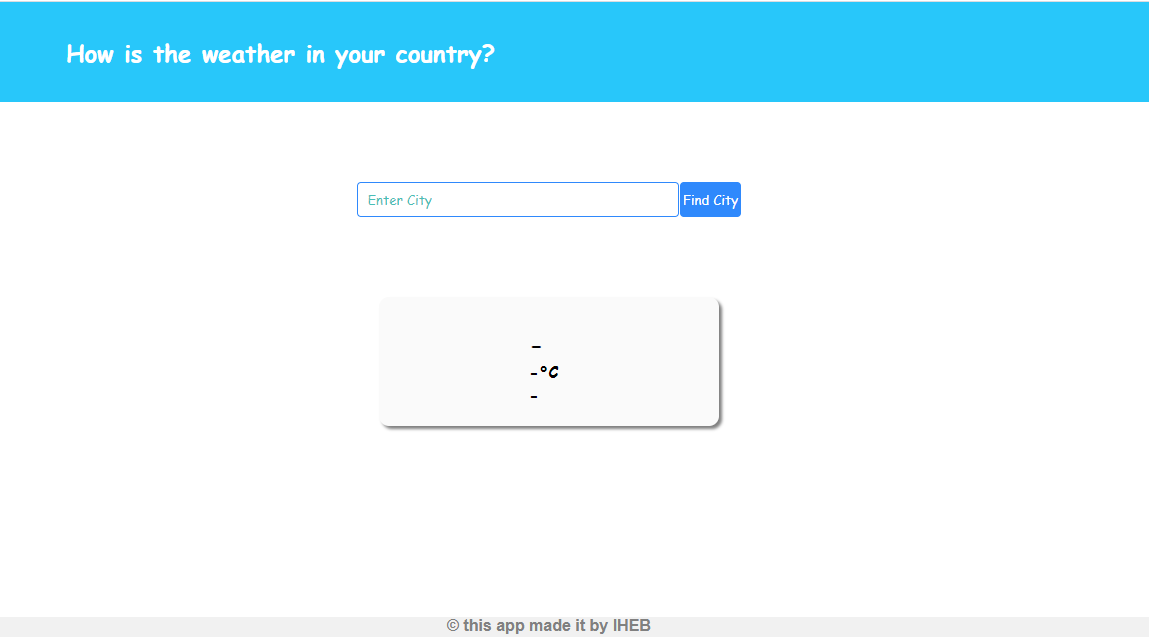 How is the weather in your country?
Enter City
Find City
–
-°C
-
© this app made it by IHEB